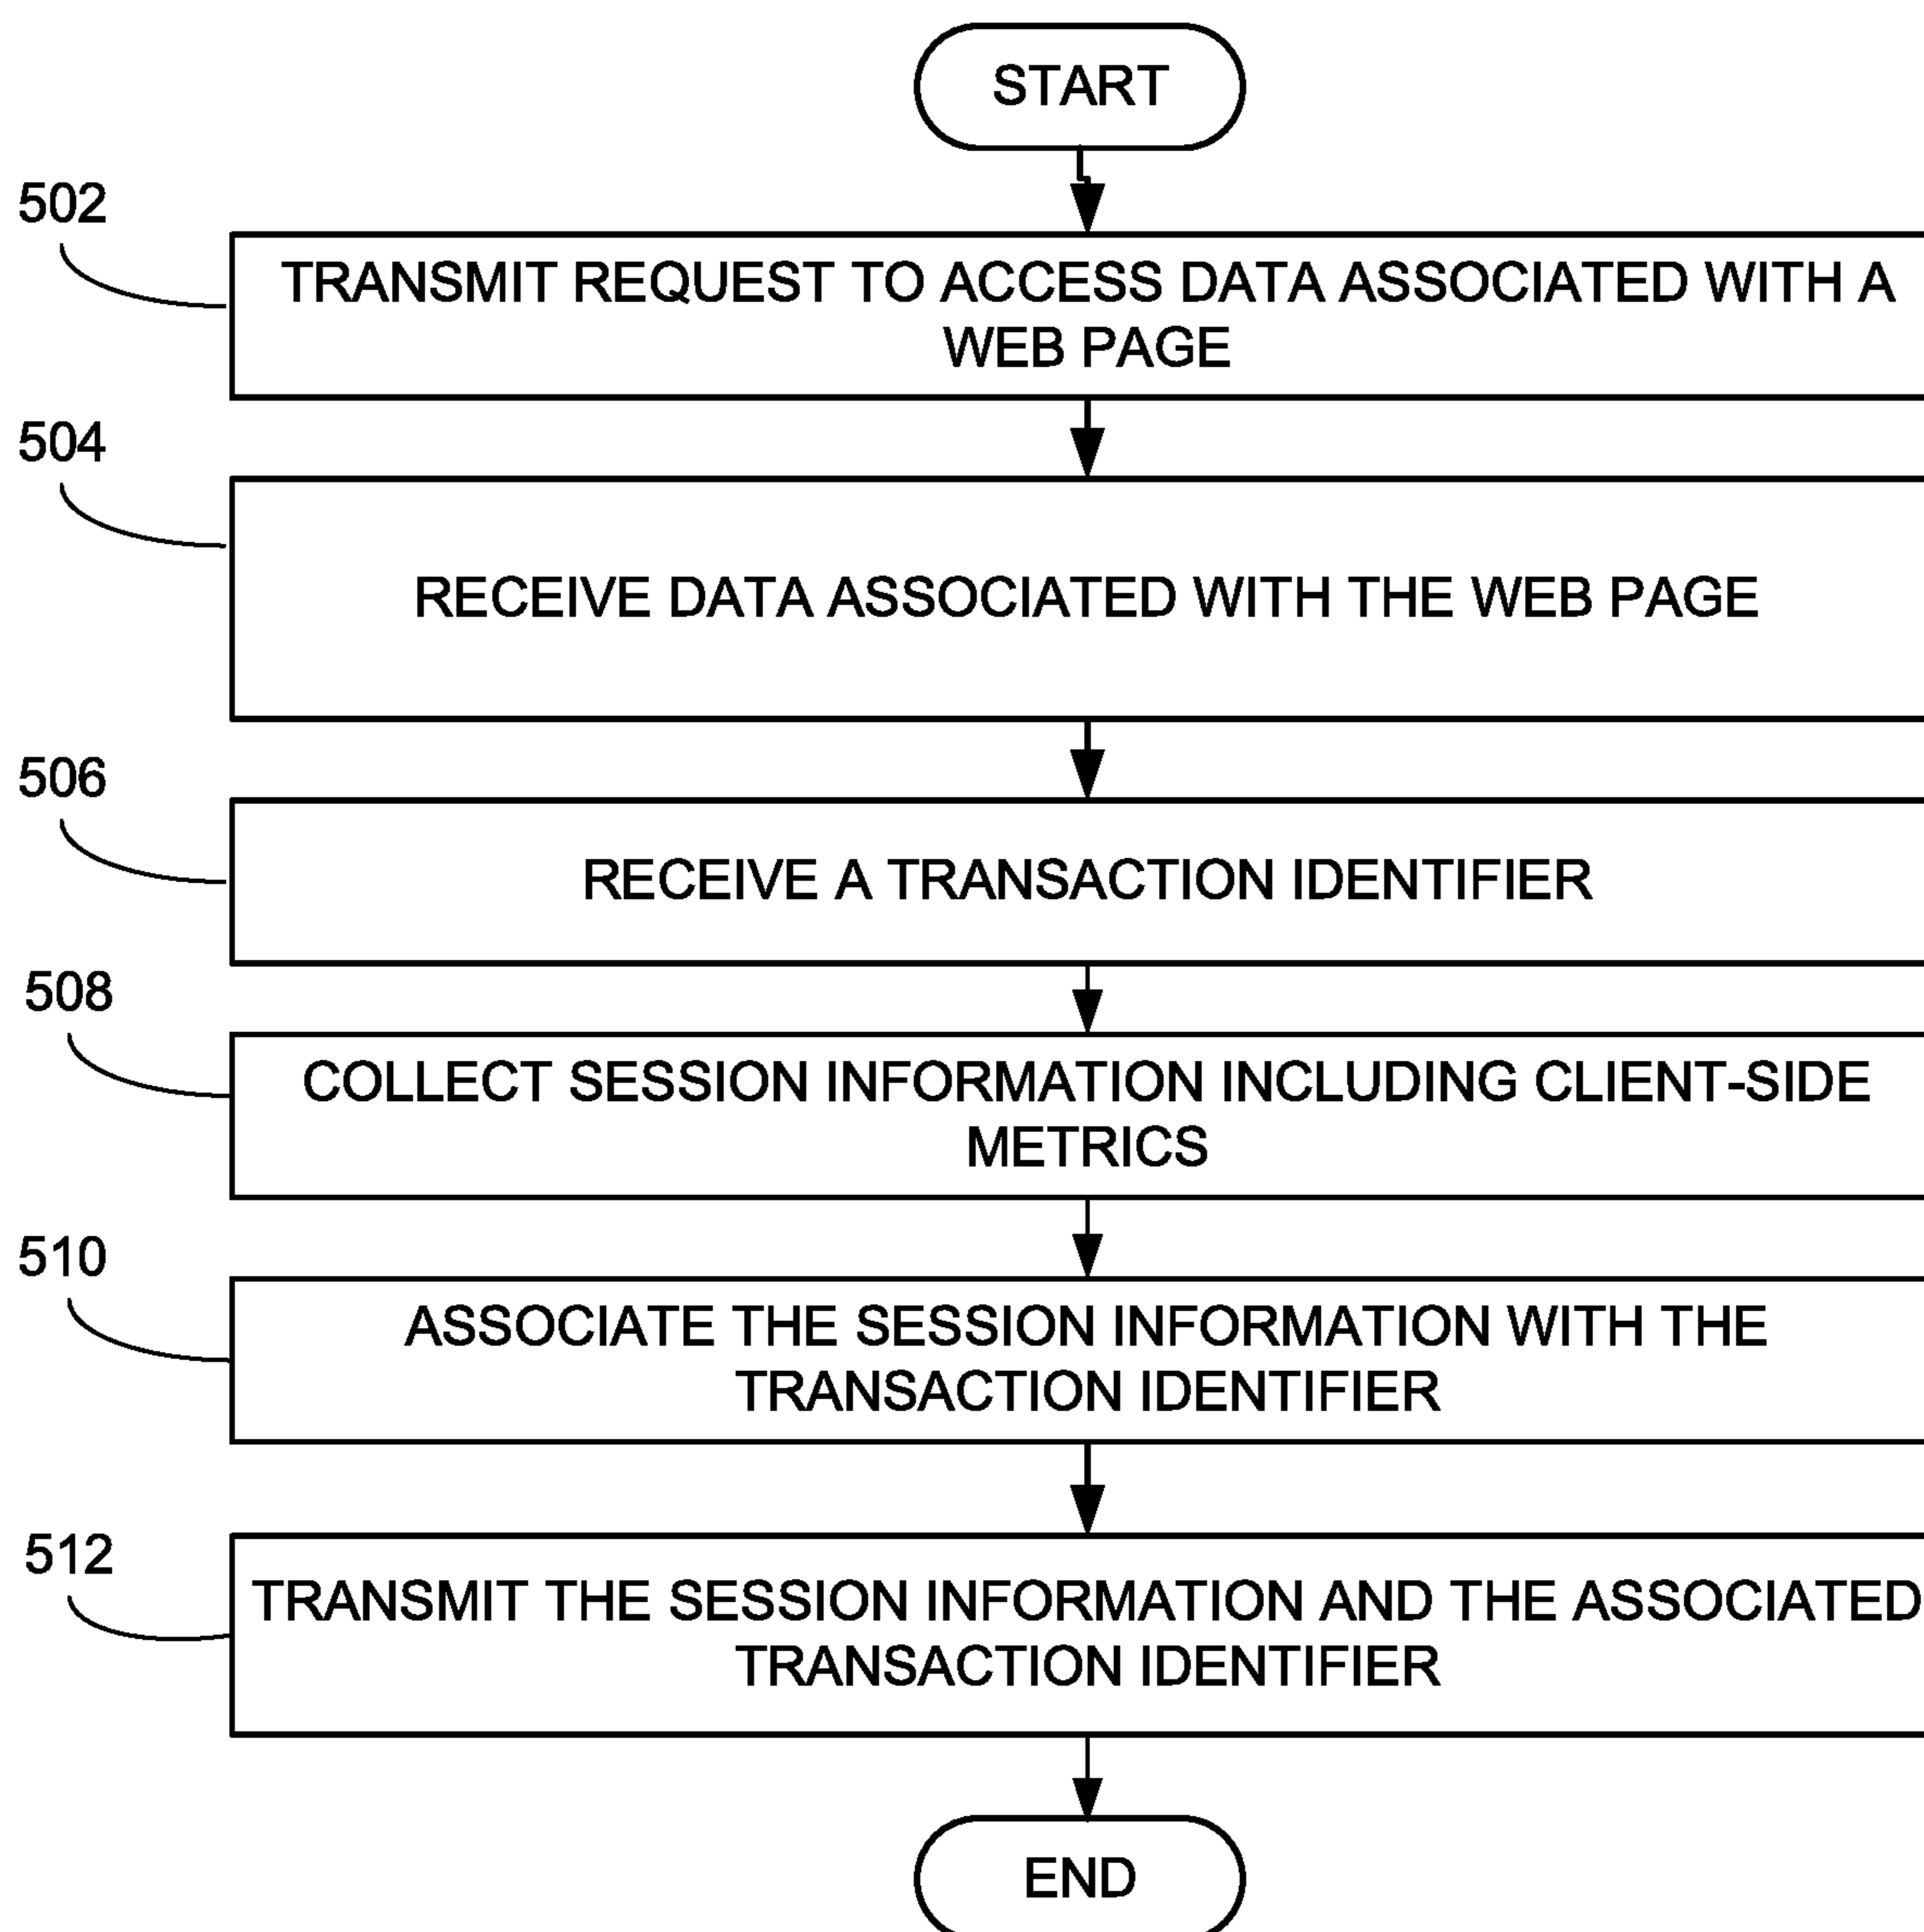 START
502
TRANSMIT REQUEST TO ACCESS DATA ASSOCIATED WITH A
WEB PAGE
504
RECEIVE DATA ASSOCIATED WITH THE WEB PAGE
506
RECEIVE A TRANSACTION IDENTIFIER
508
COLLECT SESSION INFORMATION INCLUDING CLIENT-SIDE
METRICS
510
ASSOCIATE THE SESSION INFORMATION WITH THE
TRANSACTION IDENTIFIER
512
TRANSMIT THE SESSION INFORMATION AND THE ASSOCIATED
TRANSACTION IDENTIFIER
END